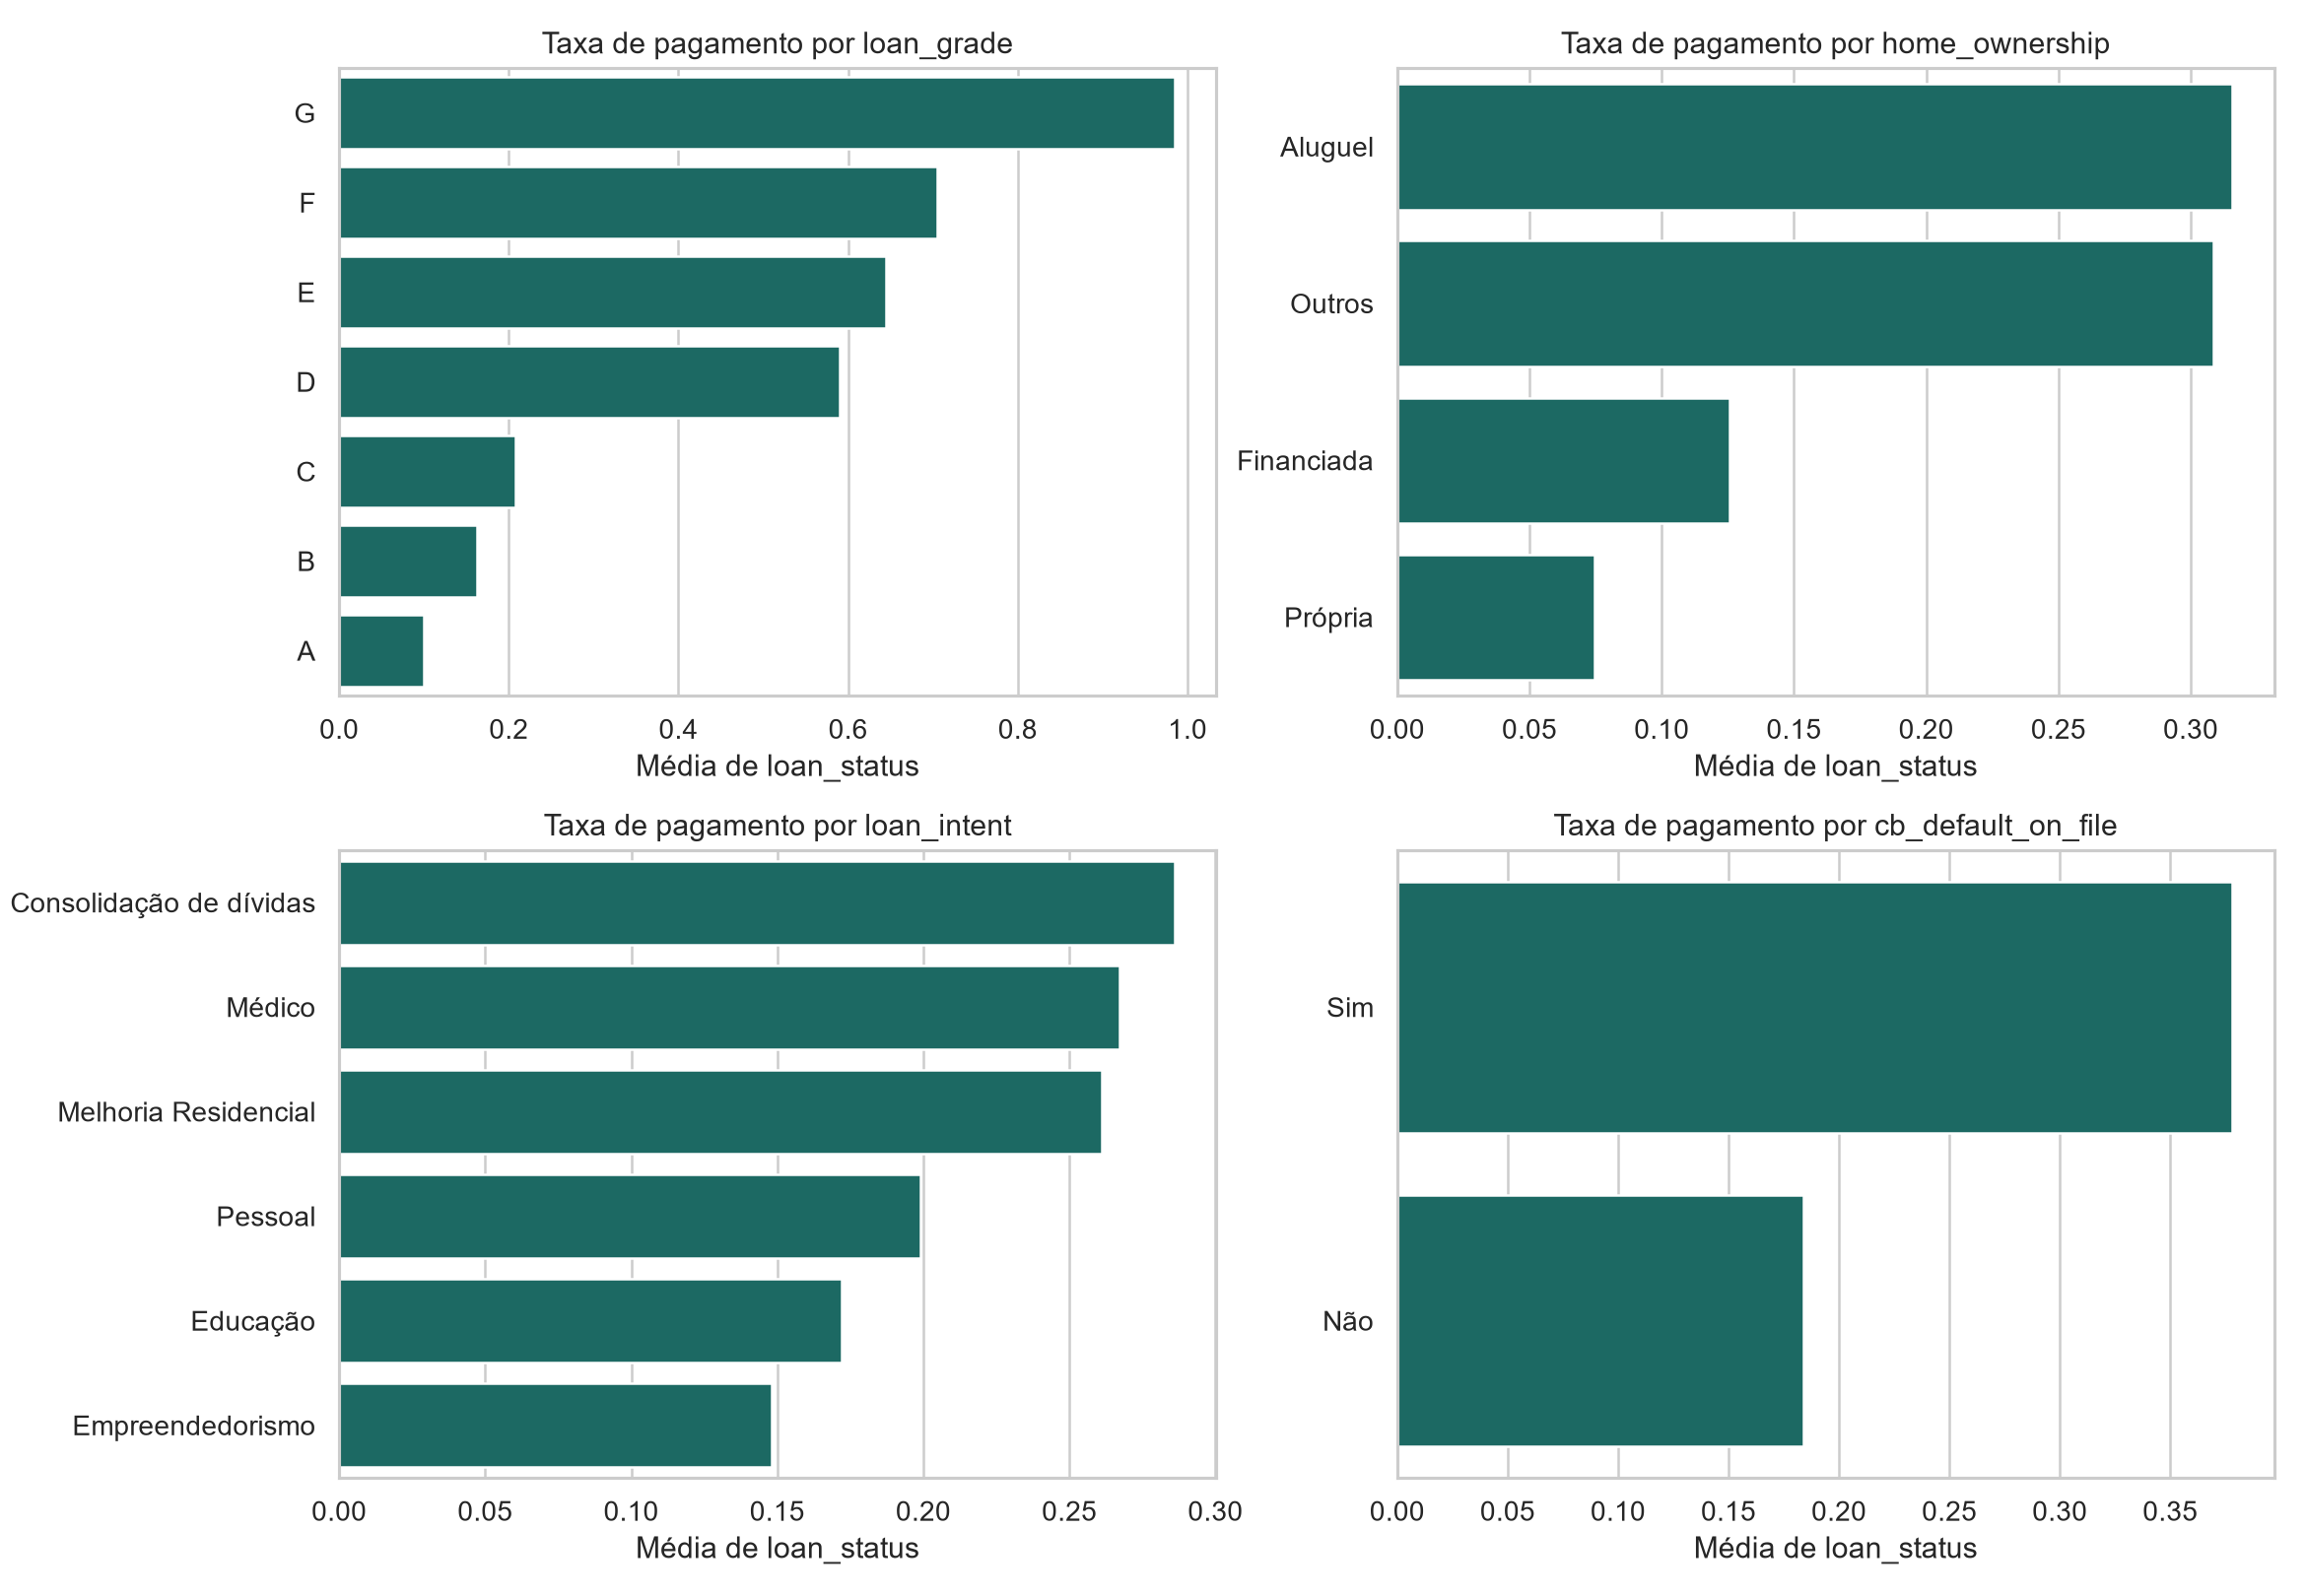 Taxa de pagamento por loan_grade
G
F
E
D
C
B
A
0.0 0.2 0.4 0.6 0.8 1.0
Média de loan_status
Taxa de pagamento por home_ownership
Aluguel
Outros
Financiada
Própria
0.00 0.05 0.10 0.15 0.20 0.25 0.30
Média de loan_status
Taxa de pagamento por loan_intent
Consolidação de dívidas
Médico
Melhoria Residencial
Pessoal
Educação
Empreendedorismo
0.00 0.05 0.10 0.15 0.20 0.25 0.30
Média de loan_status
Taxa de pagamento por cb_default_on_file
Sim
Não
0.00 0.05 0.10 0.15 0.20 0.25 0.30 0.35
Média de loan_status